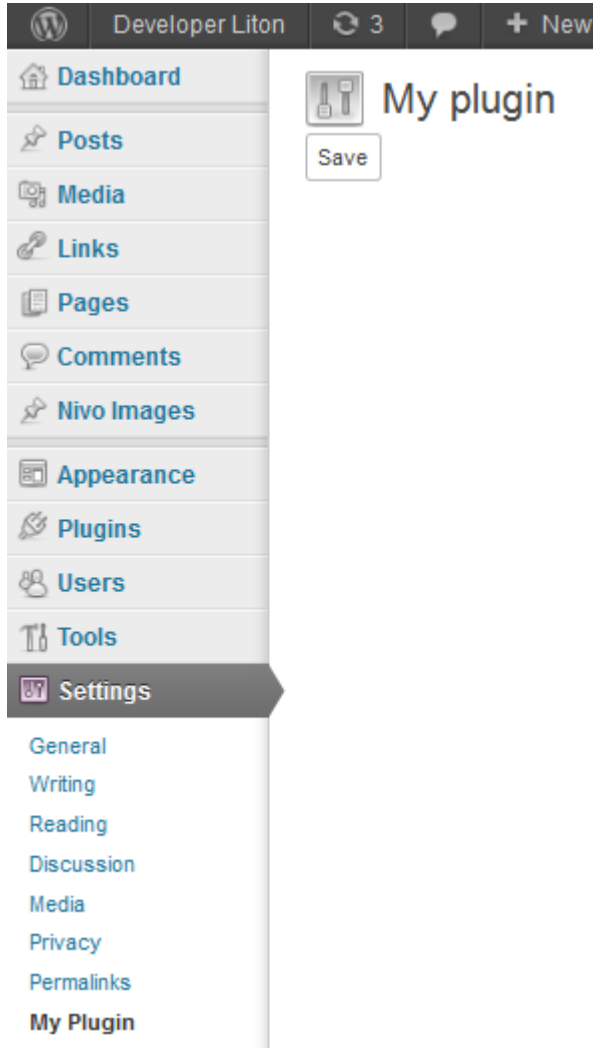 Developer Liton 3 + New
Dashboard
Posts
Media
Links
Pages
Comments
Nivo Images
Appearance
Plugins
Users
Tools
Settings
General
Writing
Reading
Discussion
Media
Privacy
Permalinks
My Plugin
My plugin
Save